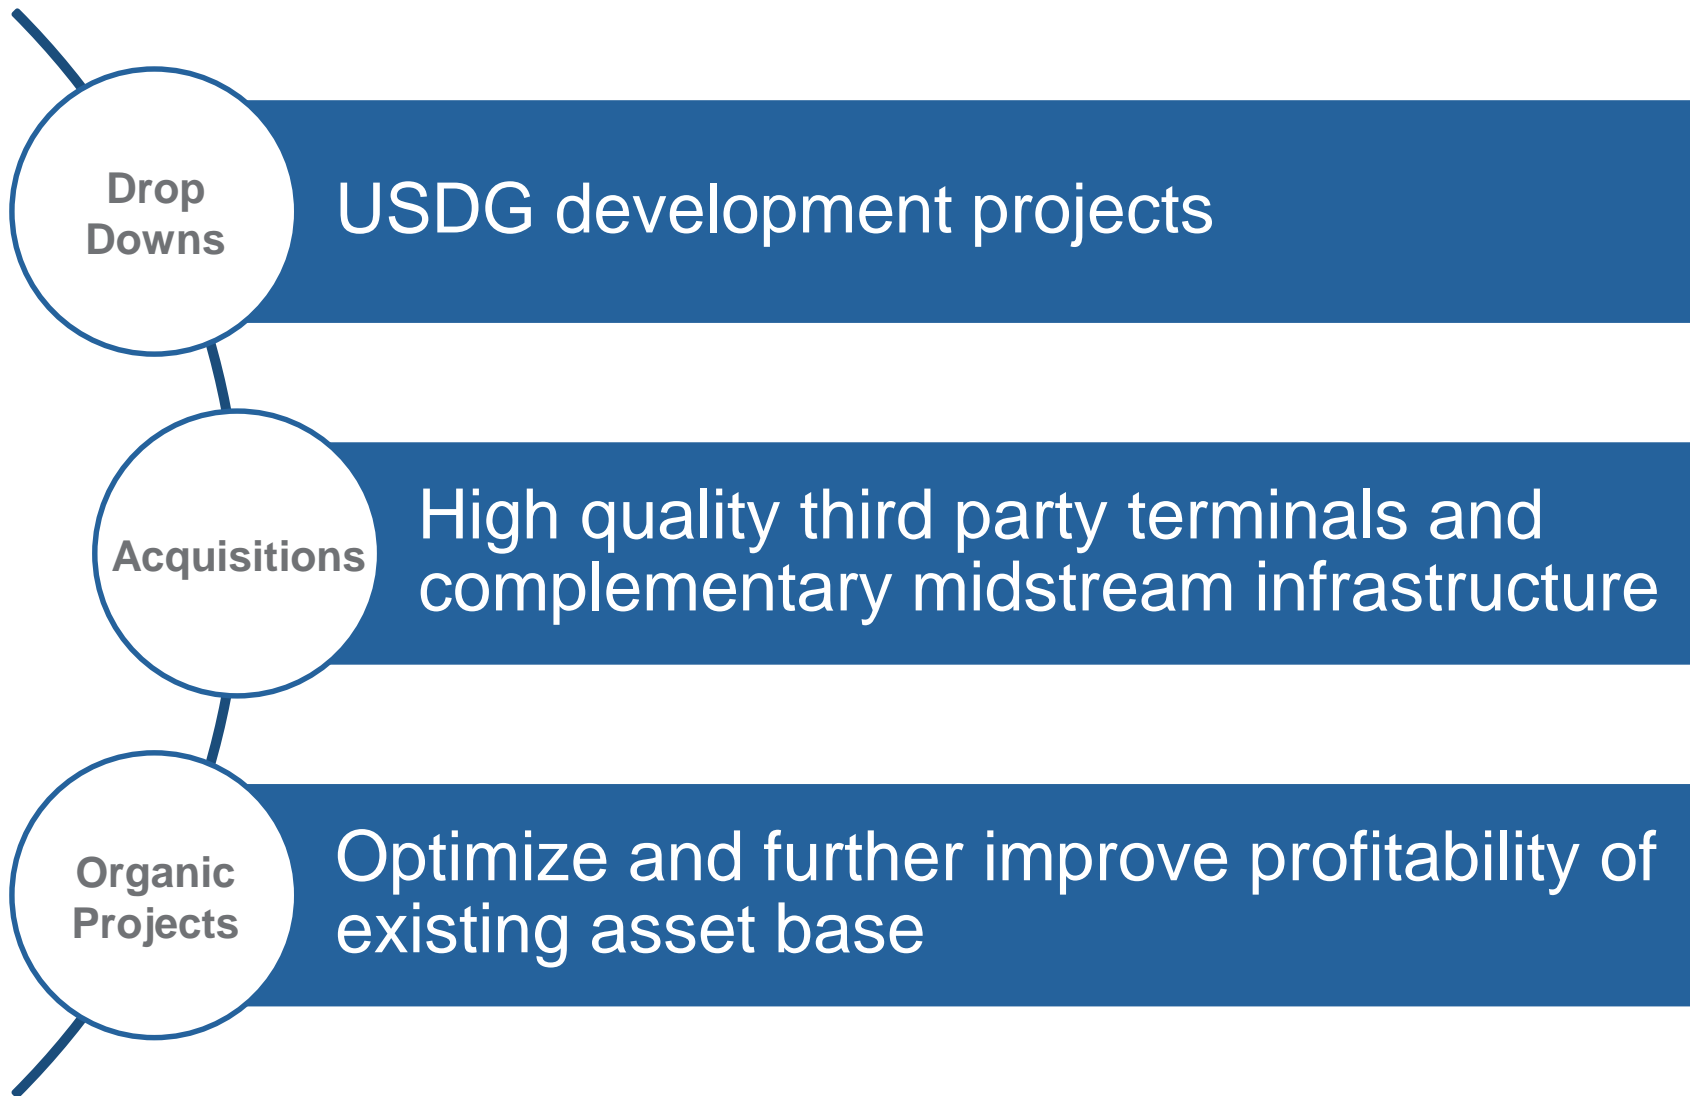 Drop
Downs
USDG development projects
Acquisitions
High quality third party terminals and
complementary midstream infrastructure
Organic
Projects
Optimize and further improve profitability of
existing asset base